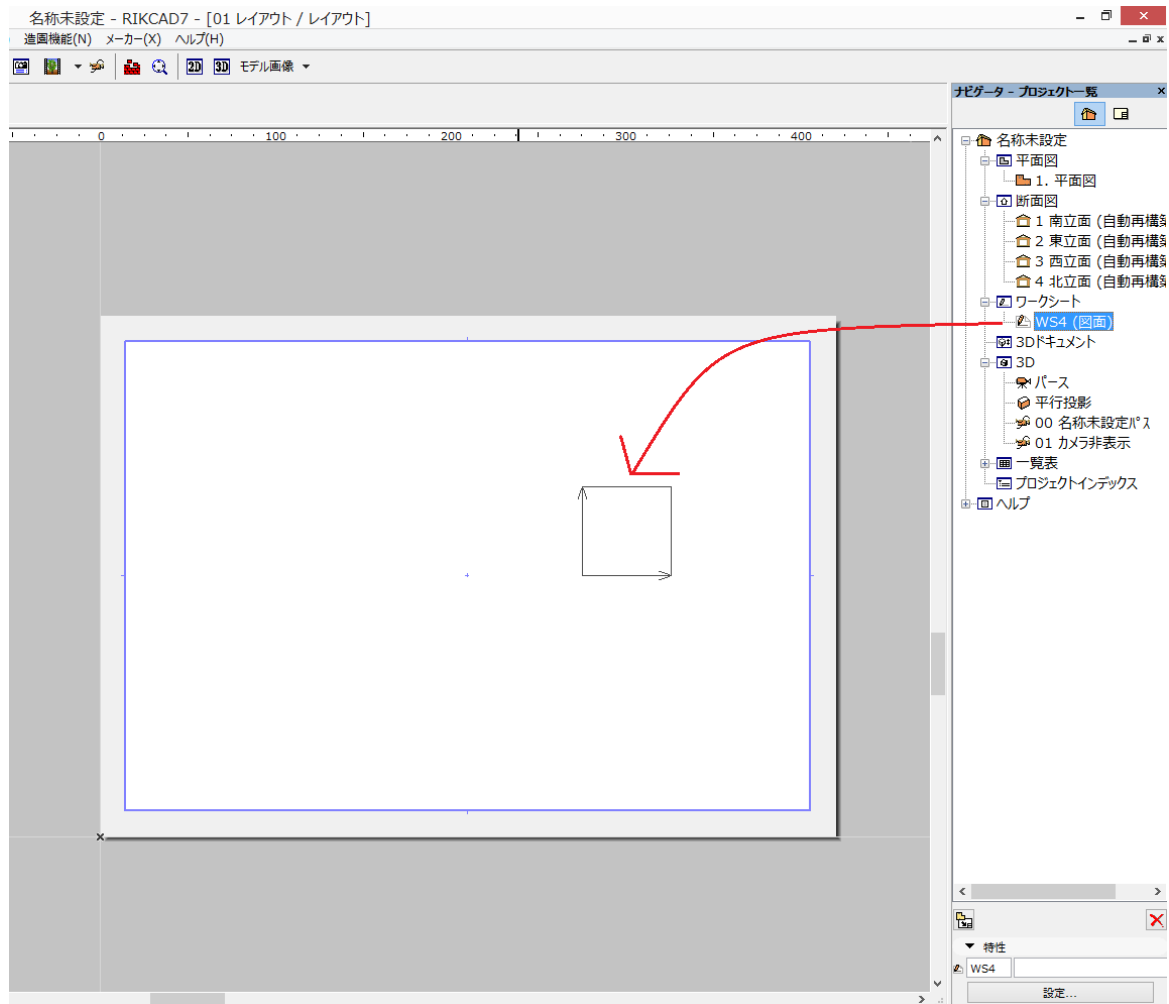 名称未設定 - RIKCAD7 - [01 レイアウト / レイアウト]
造園機能(N) メーカー(X) ヘルプ(H)
2D 3D モデル画像
ナビゲータ - プロジェクト一覧
0 100 200 300 400
名称未設定
平面図
1. 平面図
断面図
1 南立面 (自動再構築
2 東立面 (自動再構築
3 西立面 (自動再構築
4 北立面 (自動再構築
ワークシート
WS4 (図面)
3Dドキュメント
3D
パース
平行投影
00 名称未設定パス
01 カメラ非表示
一覧表
プロジェクトインデックス
ヘルプ
特性
WS4
設定...